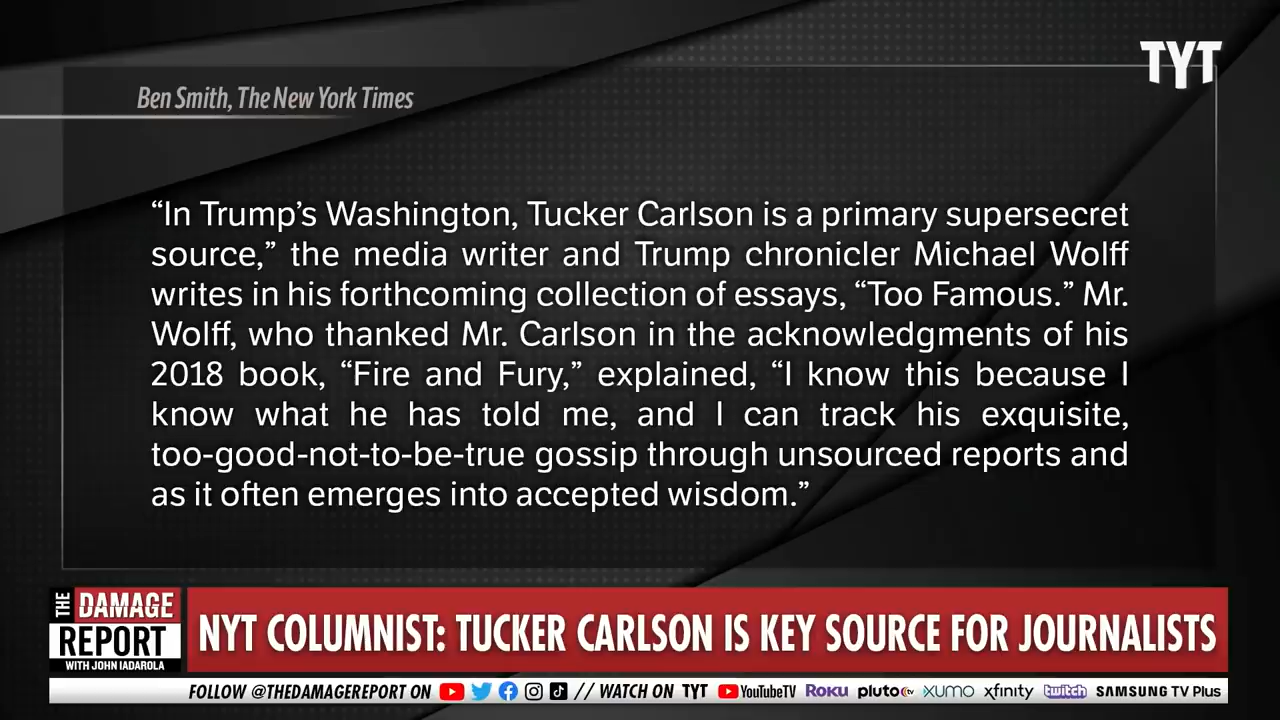 TYT
Ben Smith, The New York Times
“In Trump’s Washington, Tucker Carlson is a primary supersecret
source,” the media writer and Trump chronicler Michael Wolff
writes in his forthcoming collection of essays, “Too Famous.” Mr.
Wolff, who thanked Mr. Carlson in the acknowledgments of his
2018 book, “Fire and Fury,” explained, “I know this because I
know what he has told me, and I can track his exquisite,
too-good-not-to-be-true gossip through unsourced reports and
as it often emerges into accepted wisdom.”
THE DAMAGE
REPORT
WITH JOHN IADAROLA
NYT COLUMNIST: TUCKER CARLSON IS KEY SOURCE FOR JOURNALISTS
FOLLOW @THEDAMAGEREPORT ON // WATCH ON TYT YouTubeTV ROKU pluto tv XUMO xfinity twitch SAMSUNG TV Plus